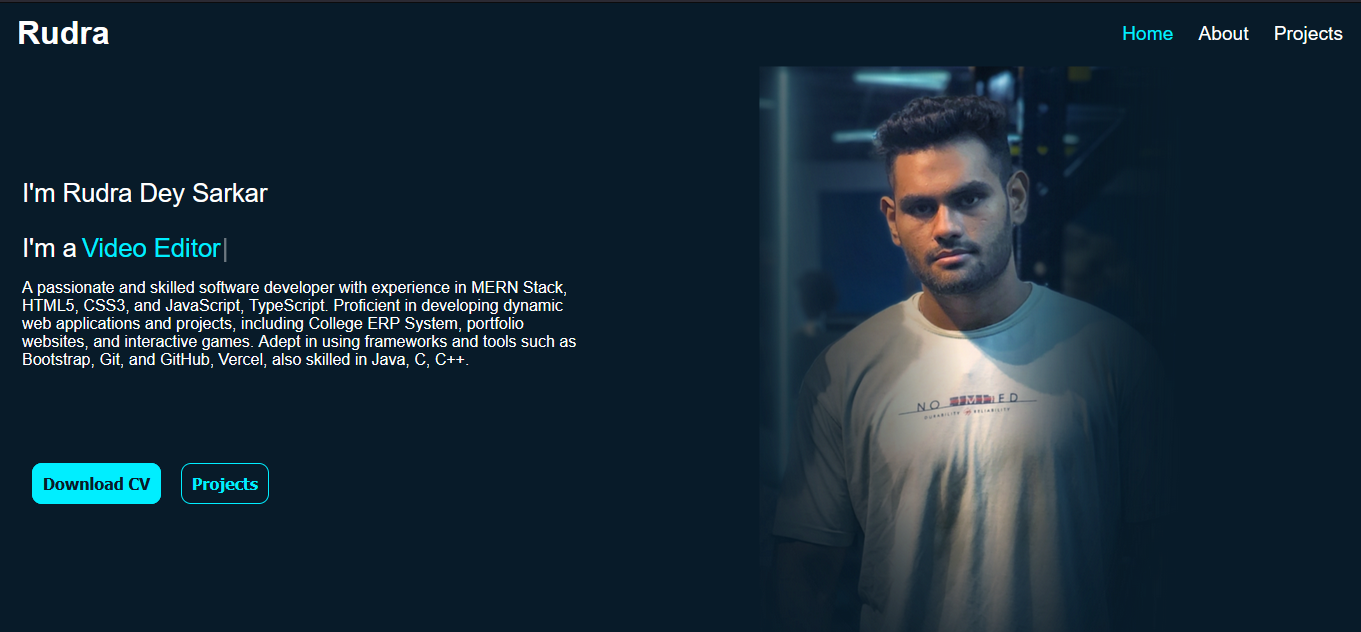 Rudra
Home About Projects
I'm Rudra Dey Sarkar
I'm a Video Editor|
A passionate and skilled software developer with experience in MERN Stack,
HTML5, CSS3, and JavaScript, TypeScript. Proficient in developing dynamic
web applications and projects, including College ERP System, portfolio
websites, and interactive games. Adept in using frameworks and tools such as
Bootstrap, Git, and GitHub, Vercel, also skilled in Java, C, C++.
Download CV Projects
NO
DURABILITY RELIABILITY